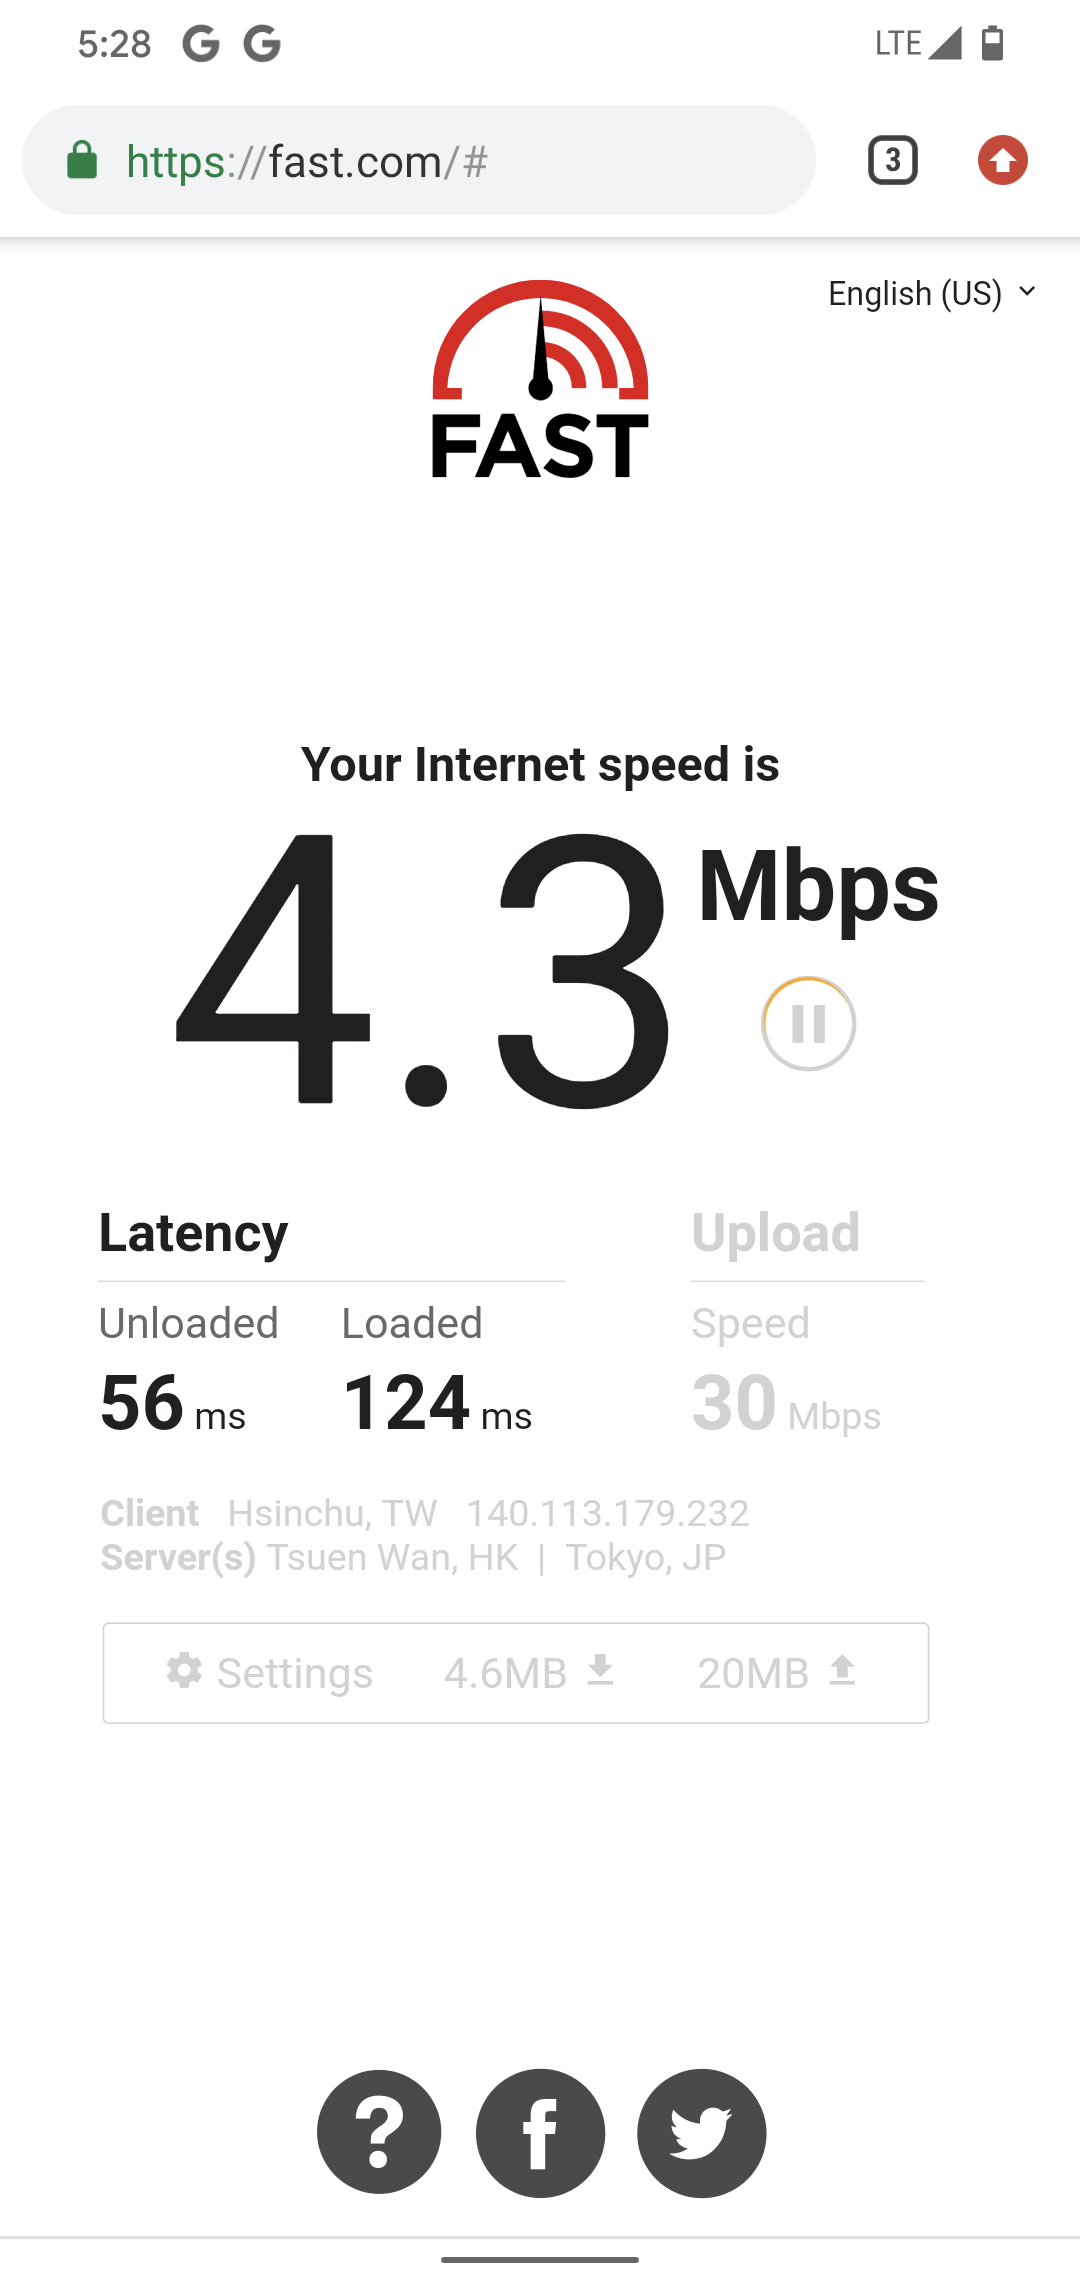 5:28 LTE
https://fast.com/# 3
English (US)
FAST
Your Internet speed is
4.3 Mbps
Latency Upload
Unloaded Loaded Speed
56 ms 124 ms 30 Mbps
Client Hsinchu, TW 140.113.179.232
Server(s) Tsuen Wan, HK | Tokyo, JP
Settings 4.6MB 20MB